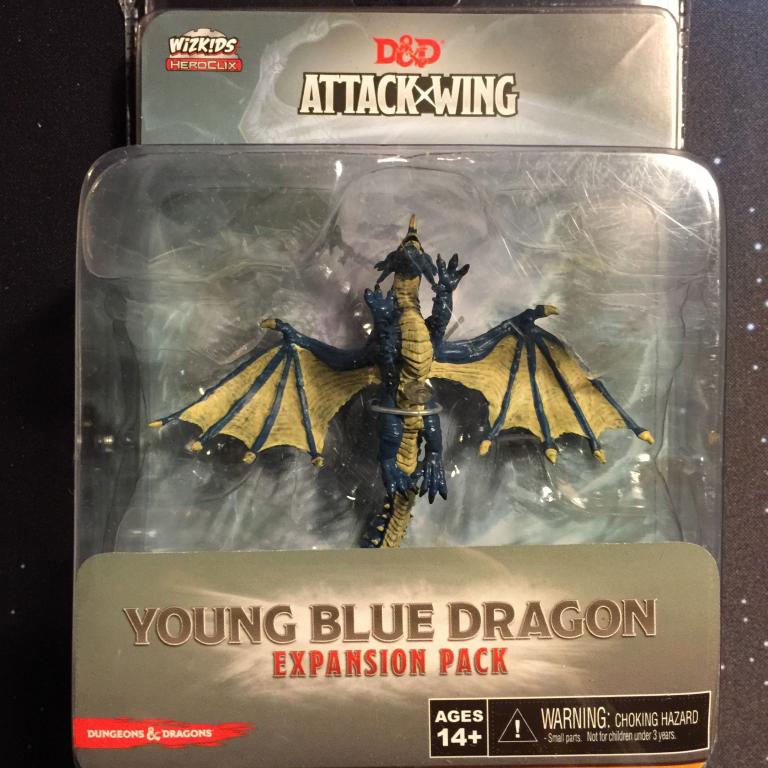 WIZKIDS
HEROCLIX
D&D
ATTACK WING
YOUNG BLUE DRAGON
EXPANSION PACK
DUNGEONS & DRAGONS
AGES
14+
WARNING: CHOKING HAZARD
- Small parts. Not for children under 3 years.